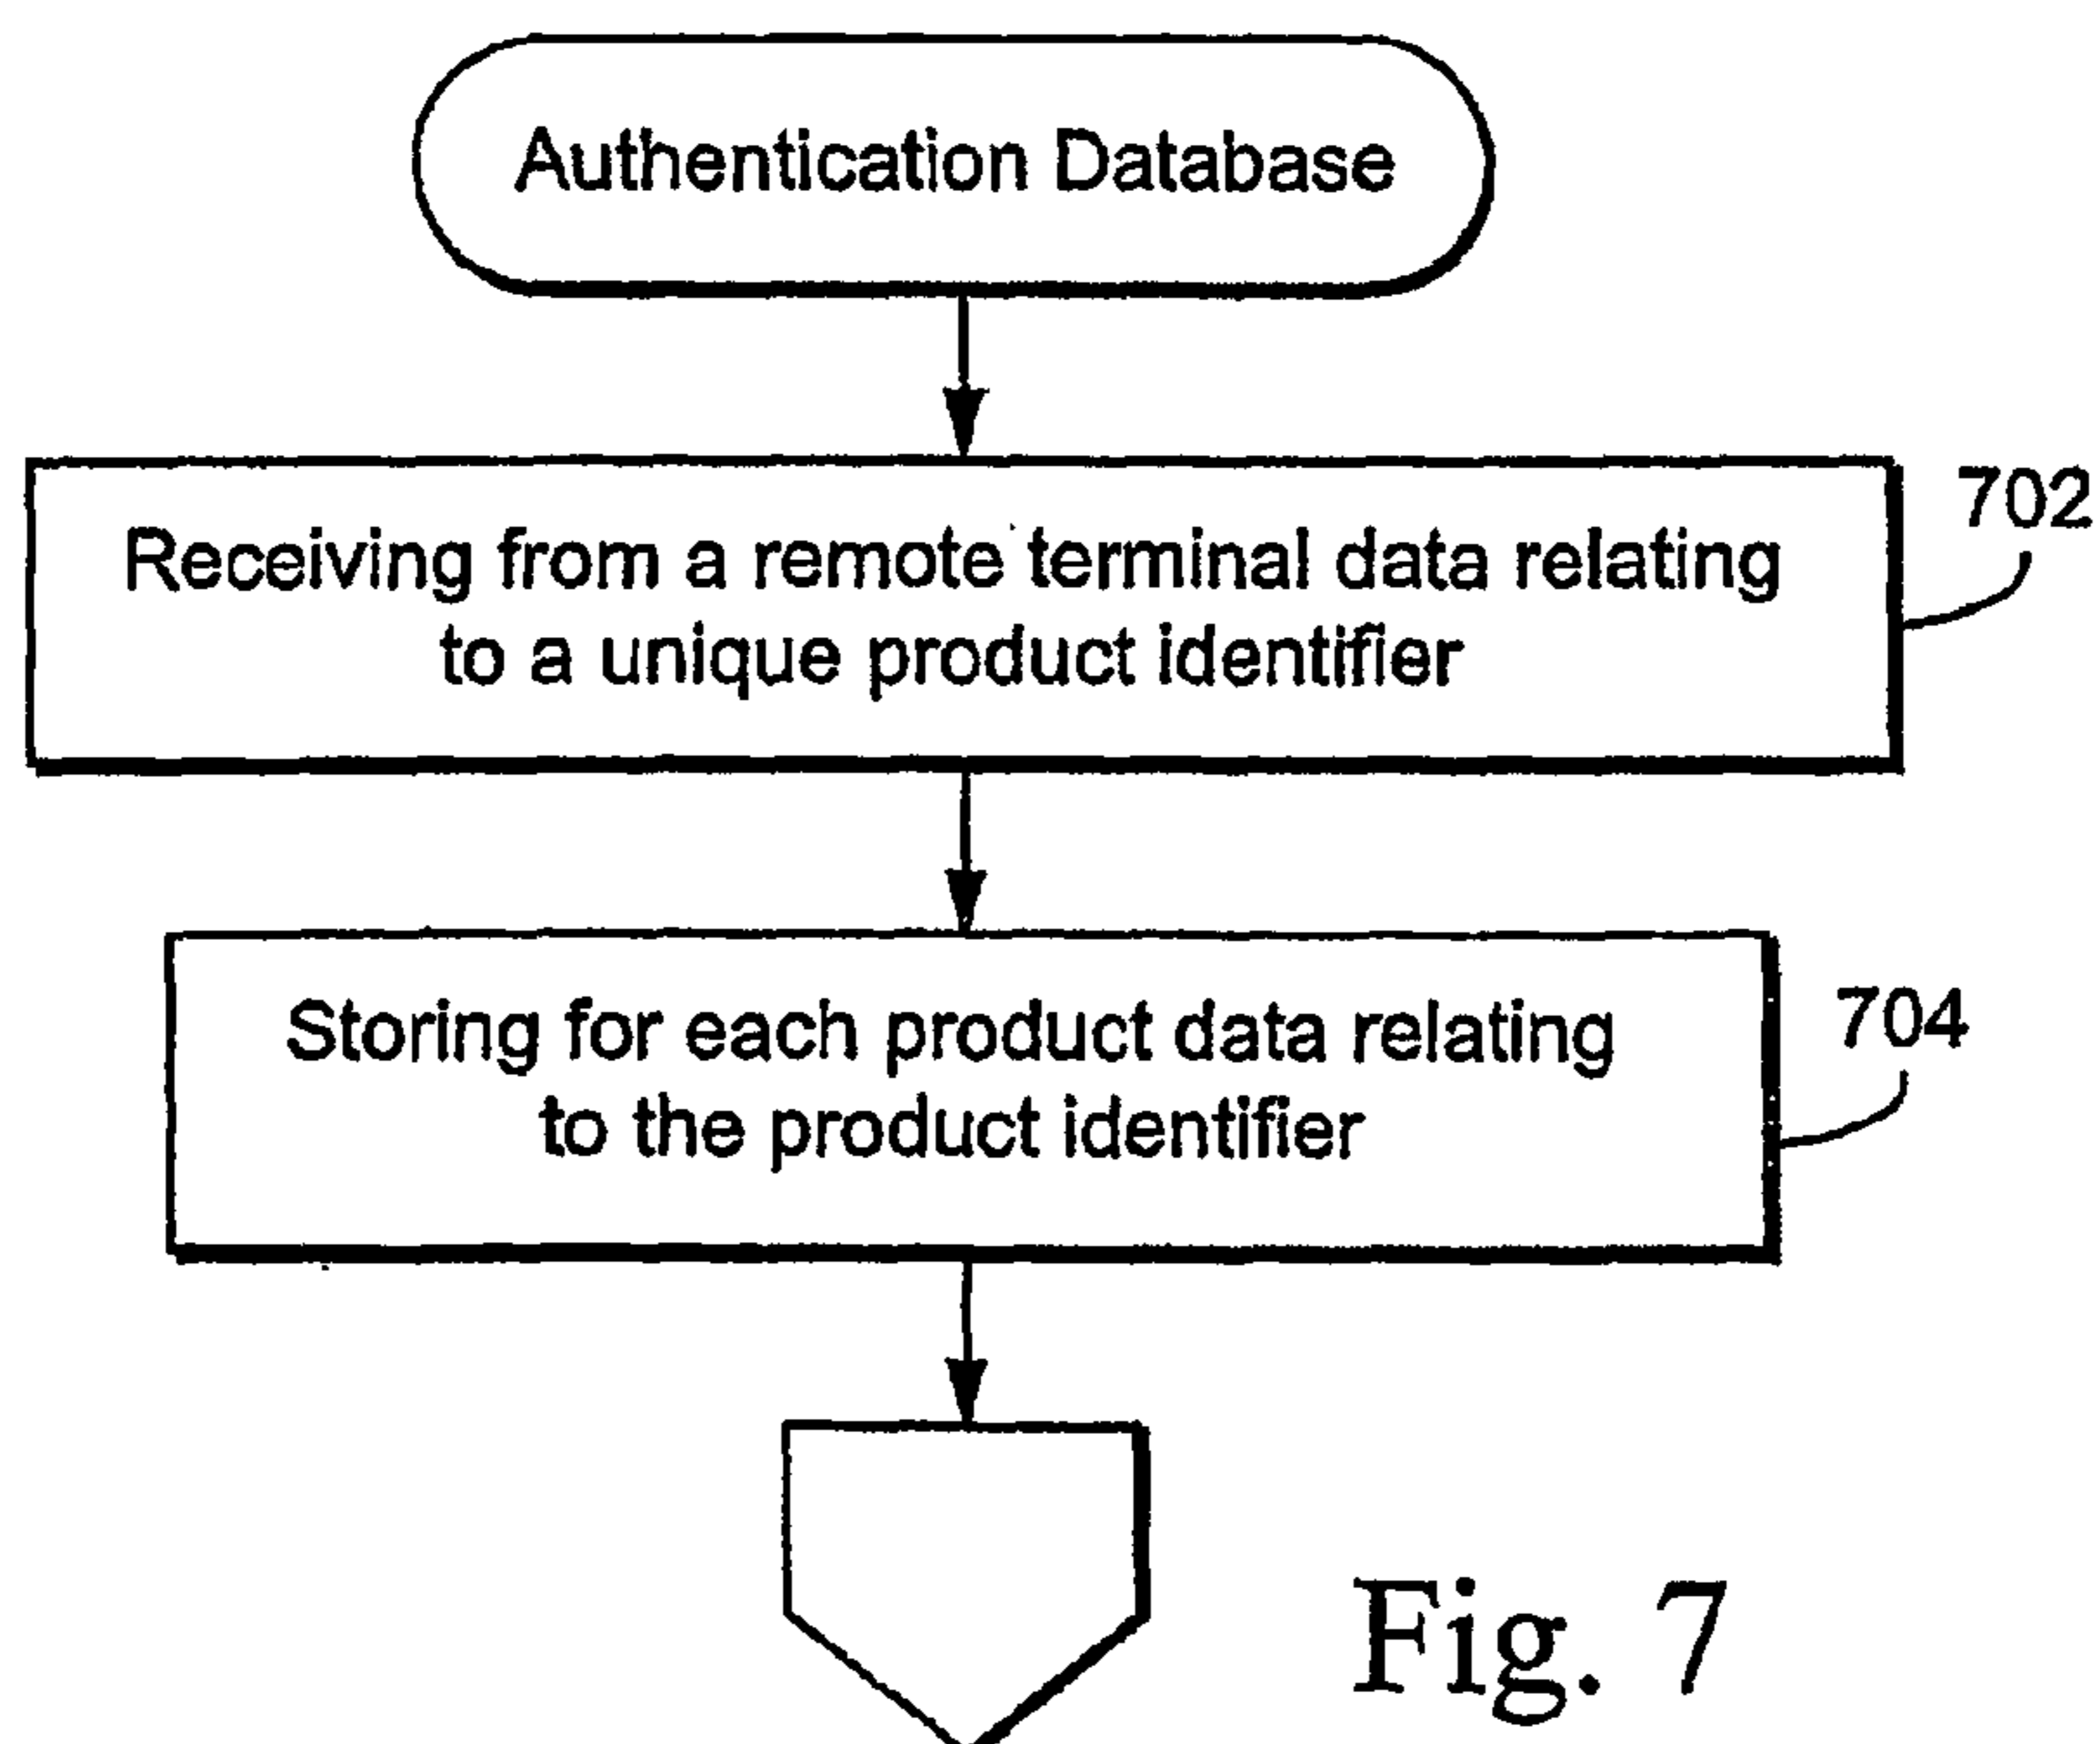 Authentication Database
702
Receiving from a remote terminal data relating
to a unique product identifier
704
Storing for each product data relating
to the product identifier
Fig. 7